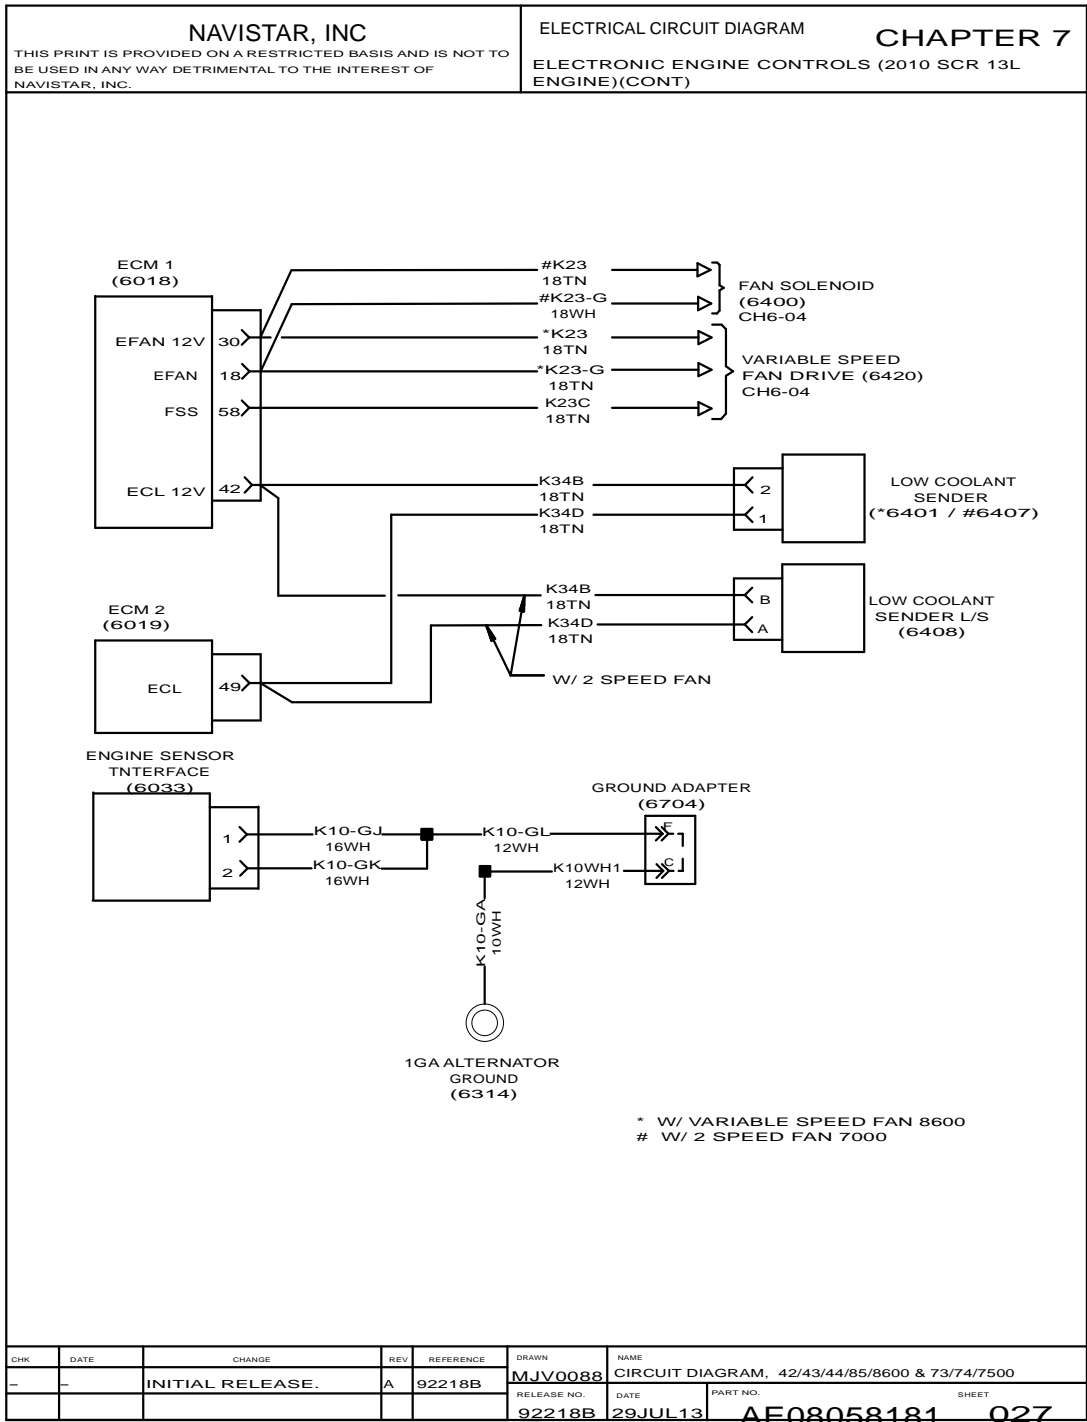 NAVISTAR, INC
THIS PRINT IS PROVIDED ON A RESTRICTED BASIS AND IS NOT TO
BE USED IN ANY WAY DETRIMENTAL TO THE INTEREST OF
NAVISTAR, INC.
ELECTRICAL CIRCUIT DIAGRAM
CHAPTER 7
ELECTRONIC ENGINE CONTROLS (2010 SCR 13L
ENGINE)(CONT)
ECM 1
(6018)
EFAN 12V 30
EFAN 18
FSS 58
ECL 12V 42
#K23
18TN
#K23-G
18WH
*K23
18TN
*K23-G
18TN
K23C
18TN
FAN SOLENOID
(6400)
CH6-04
VARIABLE SPEED
FAN DRIVE (6420)
CH6-04
K34B
18TN
K34D
18TN
2
1
LOW COOLANT
SENDER
(*6401 / #6407)
K34B
18TN
K34D
18TN
B
A
LOW COOLANT
SENDER L/S
(6408)
W/ 2 SPEED FAN
ECM 2
(6019)
ECL 49
ENGINE SENSOR
TNTERFACE
(6033)
1
2
K10-GJ
16WH
K10-GK
16WH
K10-GL
12WH
K10WH1
12WH
GROUND ADAPTER
(6704)
F
C
K10-GA
10WH
1GA ALTERNATOR
GROUND
(6314)
* W/ VARIABLE SPEED FAN 8600
# W/ 2 SPEED FAN 7000
CHK DATE CHANGE REV REFERENCE
– – INITIAL RELEASE. A 92218B
DRAWN
MJV0088
NAME
CIRCUIT DIAGRAM, 42/43/44/85/8600 & 73/74/7500
RELEASE NO.
92218B
DATE
29JUL13
PART NO.
AE08058181
SHEET
027